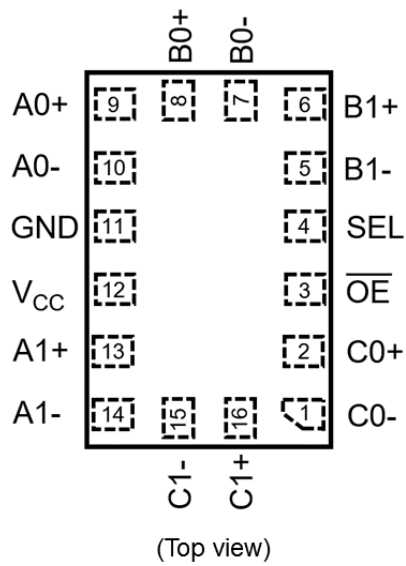 B0+ B0-
A0+ 9 8 7 6 B1+
A0- 10 5 B1-
GND 11 4 SEL
VCC 12 3 OE
A1+ 13 2 C0+
A1- 14 15 16 1 C0-
C1- C1+
(Top view)